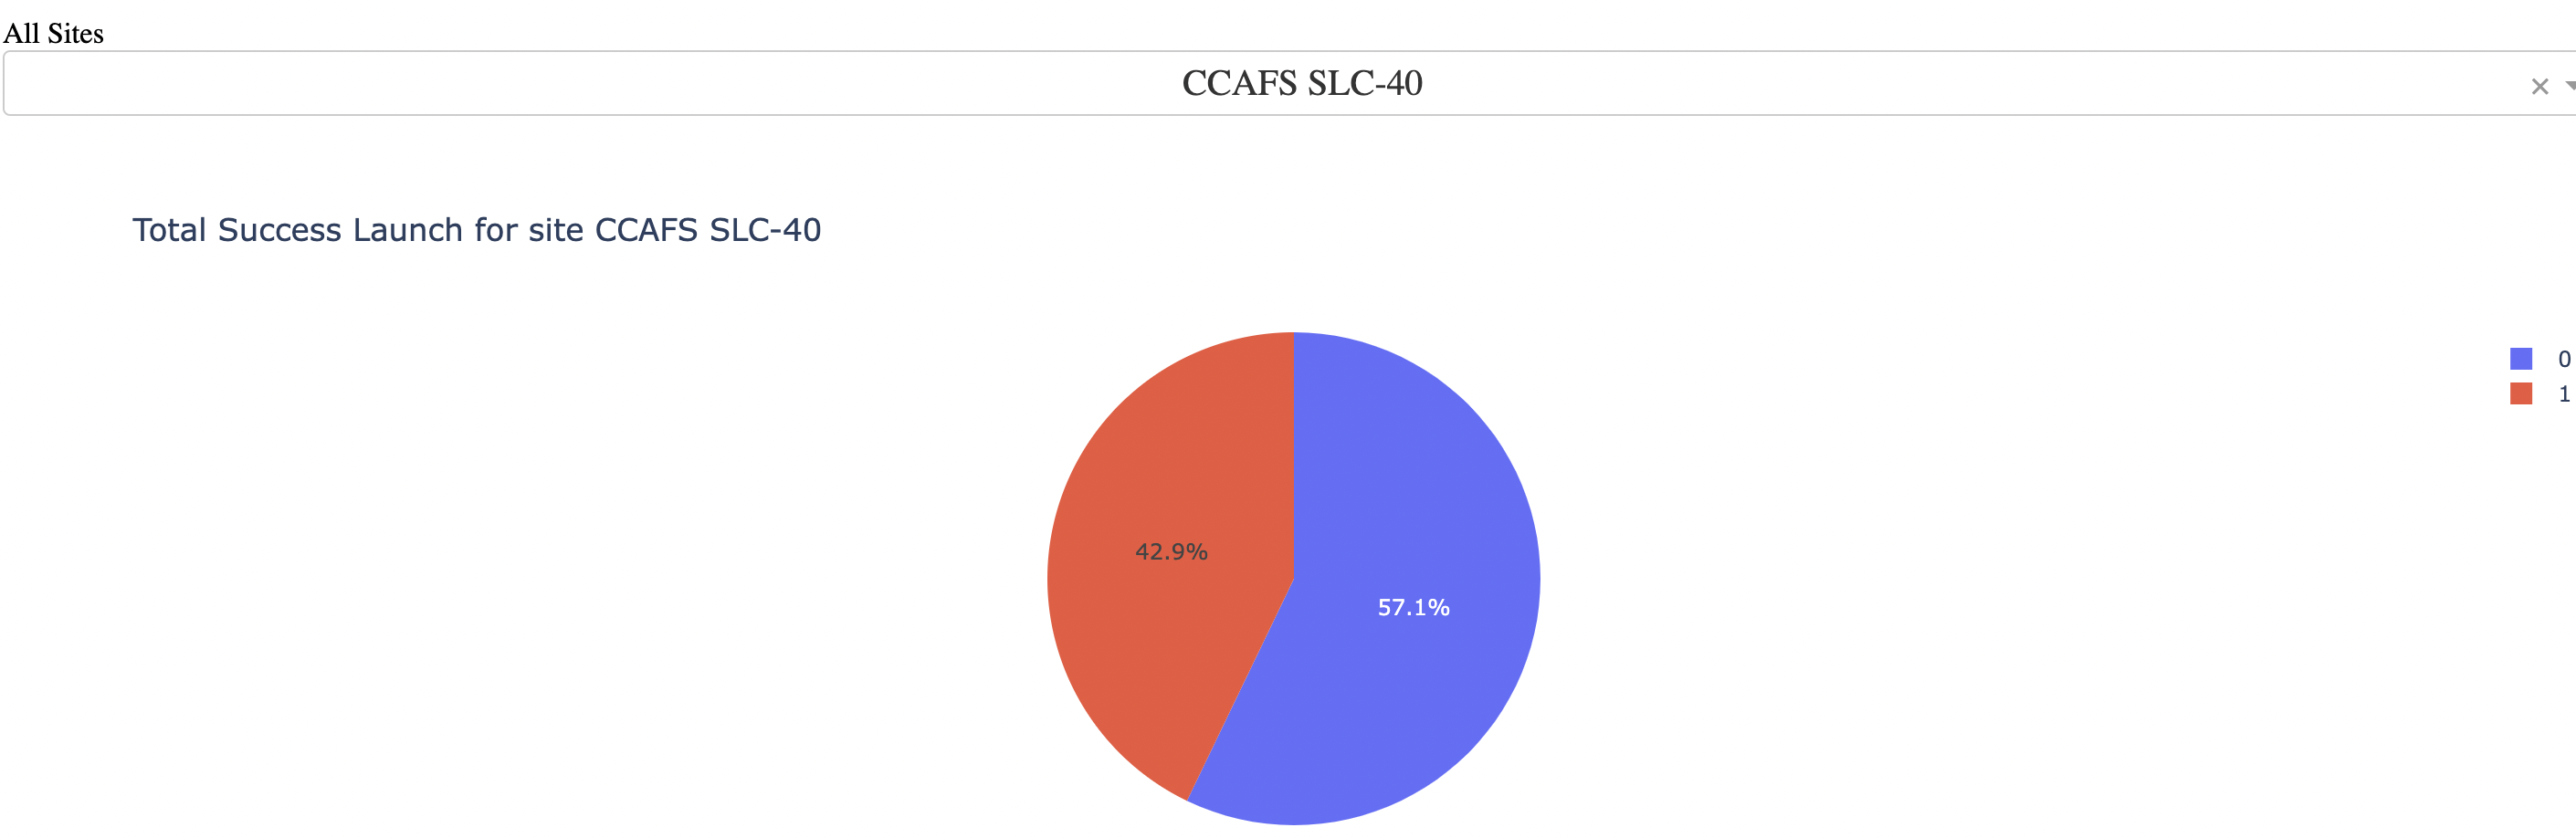 All Sites
CCAFS SLC-40
Total Success Launch for site CCAFS SLC-40
0
1
42.9%
57.1%